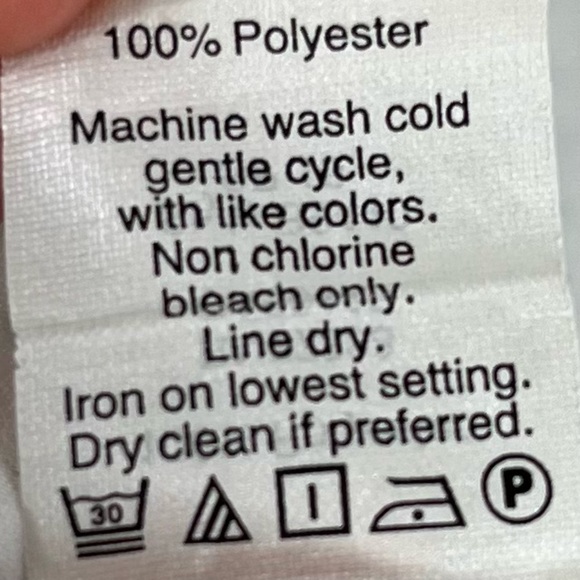 100% Polyester
Machine wash cold
gentle cycle,
with like colors.
Non chlorine
bleach only.
Line dry.
Iron on lowest setting.
Dry clean if preferred.
30 P